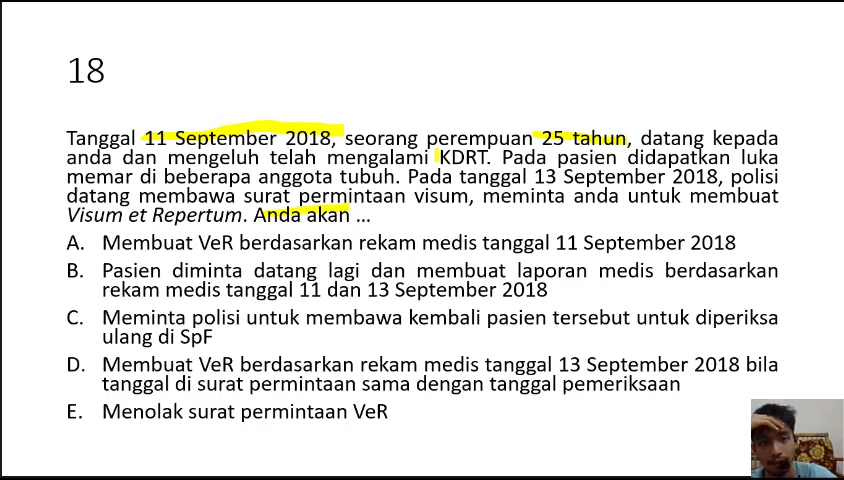 18
Tanggal 11 September 2018, seorang perempuan 25 tahun, datang kepada
anda dan mengeluh telah mengalami KDRT. Pada pasien didapatkan luka
memar di beberapa anggota tubuh. Pada tanggal 13 September 2018, polisi
datang membawa surat permintaan visum, meminta anda untuk membuat
Visum et Repertum. Anda akan ...
A. Membuat VeR berdasarkan rekam medis tanggal 11 September 2018
B. Pasien diminta datang lagi dan membuat laporan medis berdasarkan
rekam medis tanggal 11 dan 13 September 2018
C. Meminta polisi untuk membawa kembali pasien tersebut untuk diperiksa
ulang di SpF
D. Membuat VeR berdasarkan rekam medis tanggal 13 September 2018 bila
tanggal di surat permintaan sama dengan tanggal pemeriksaan
E. Menolak surat permintaan VeR